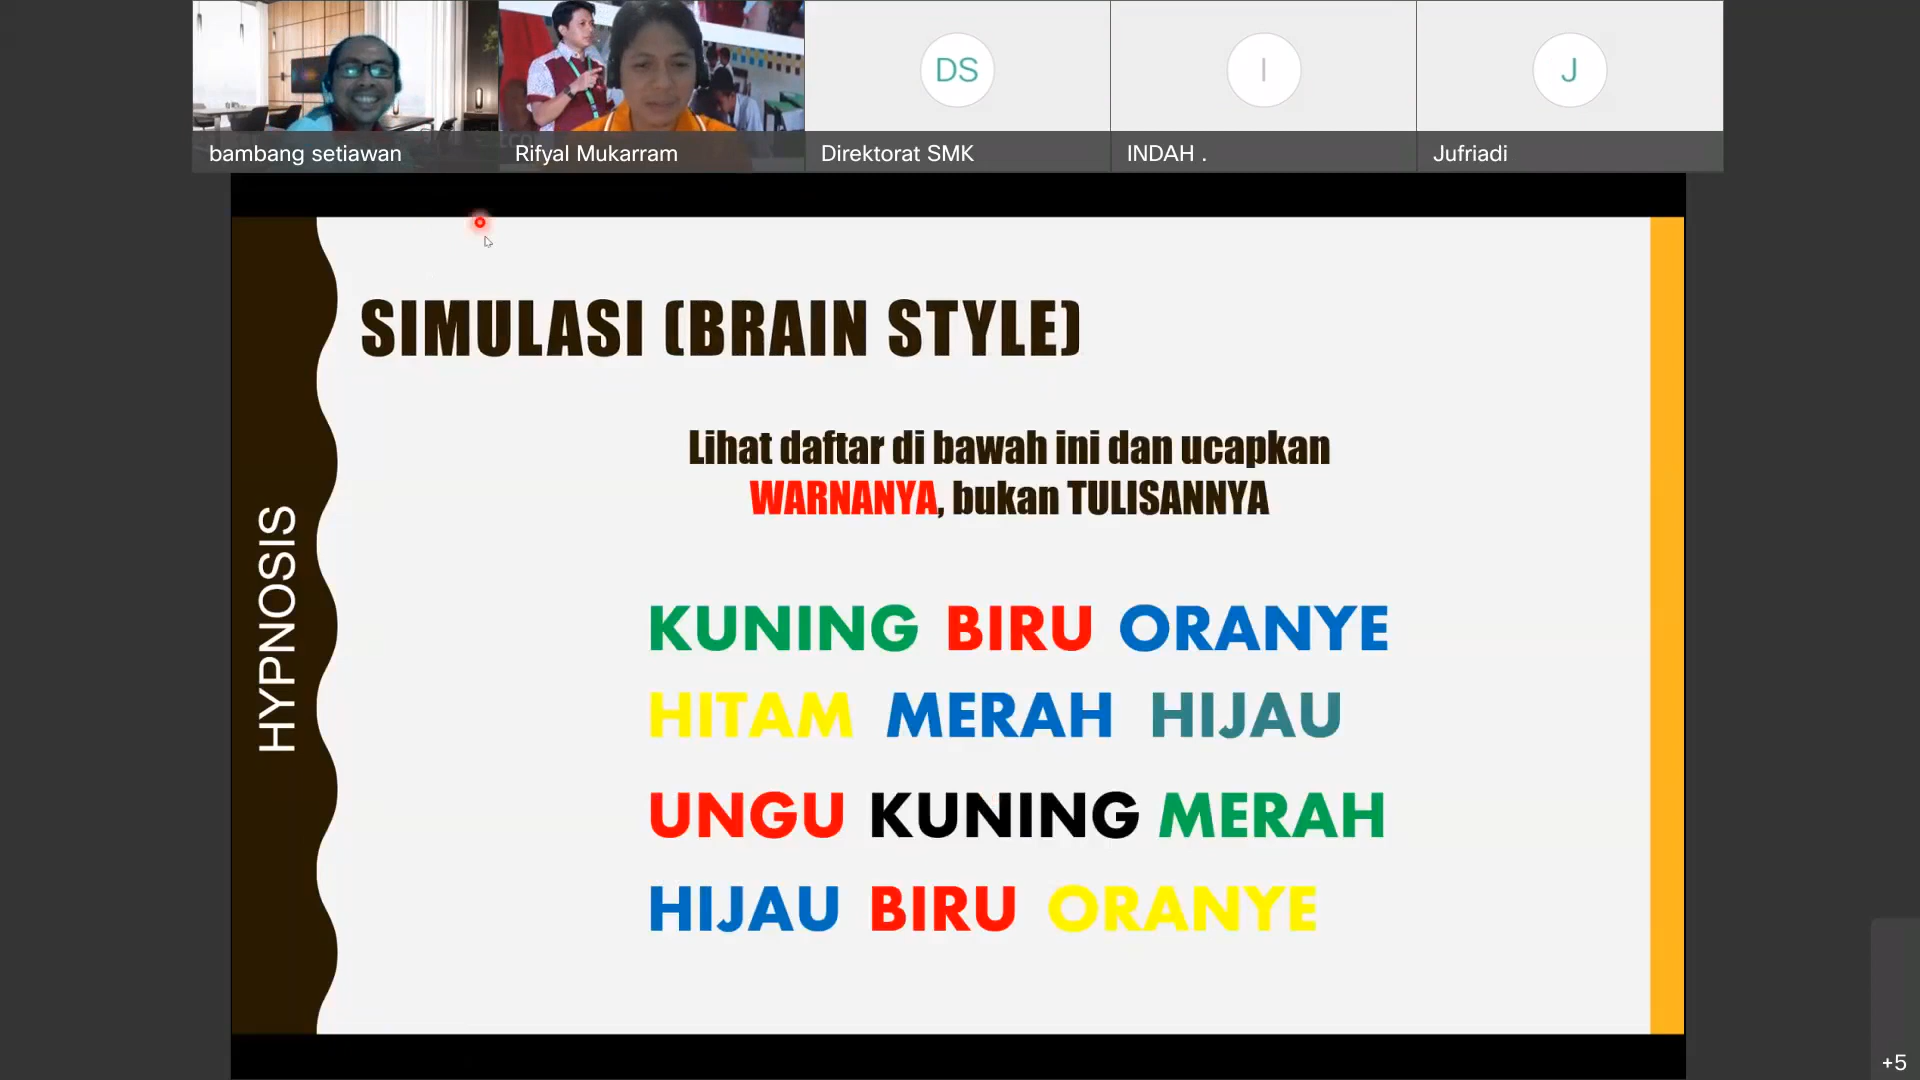 DS
I
J
bambang setiawan
Rifyal Mukarram
Direktorat SMK
INDAH .
Jufriadi
HYPNOSIS
SIMULASI (BRAIN STYLE)
Lihat daftar di bawah ini dan ucapkan
WARNANYA, bukan TULISANNYA
KUNING BIRU ORANYE
HITAM MERAH HIJAU
UNGU KUNING MERAH
HIJAU BIRU ORANYE
+5